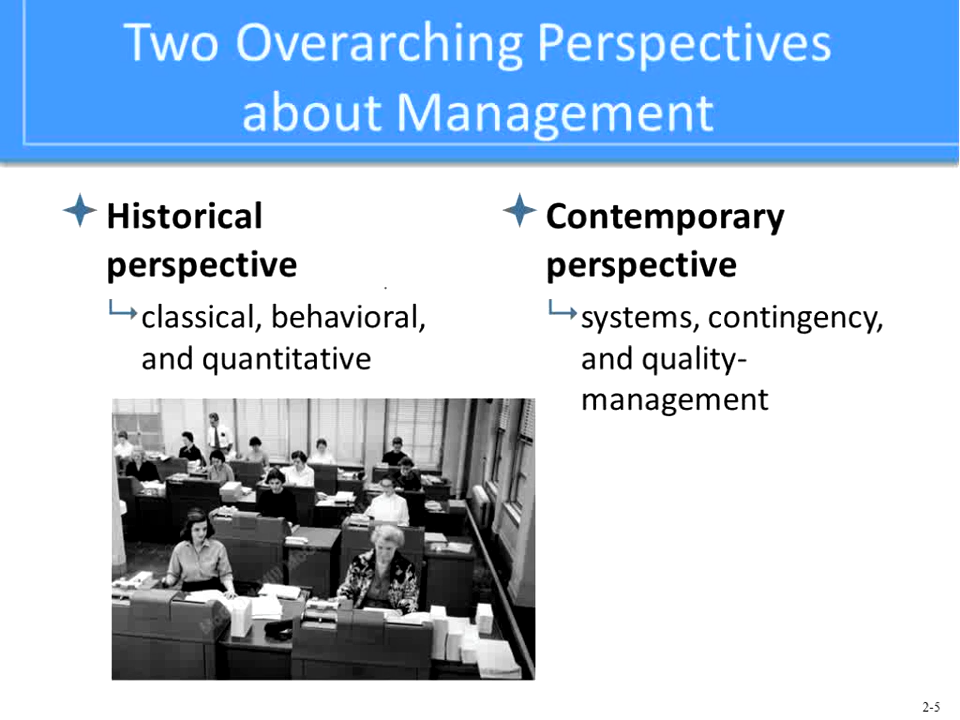 Two Overarching Perspectives
about Management
Historical
perspective
classical, behavioral,
and quantitative
Contemporary
perspective
systems, contingency,
and quality-
management
2-5